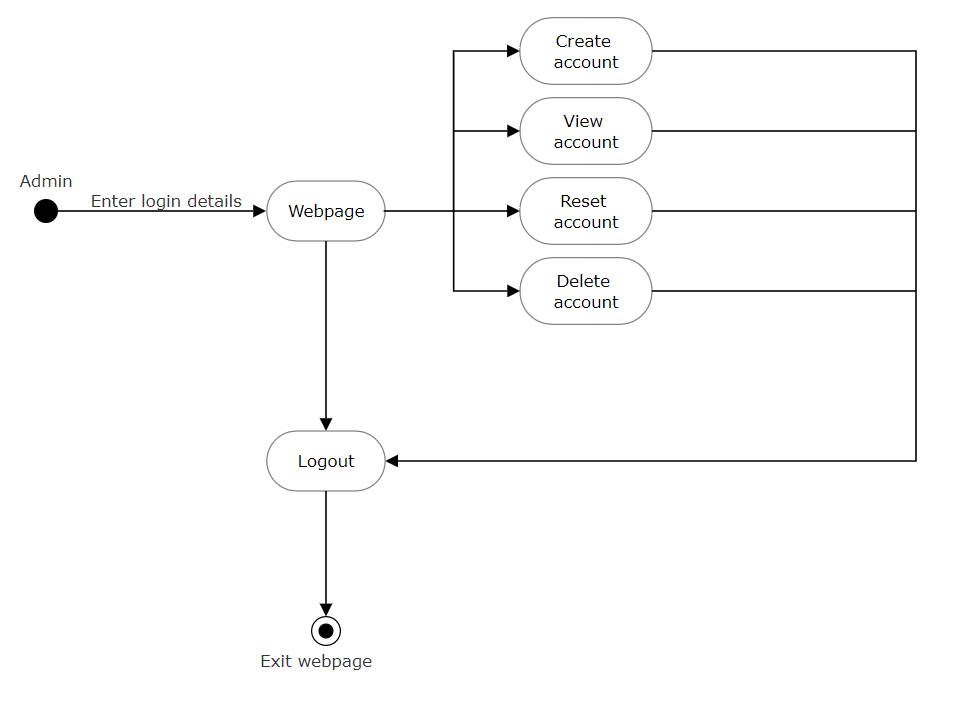 Create
account
View
account
Admin
Enter login details
Webpage
Reset
account
Delete
account
Logout
Exit webpage